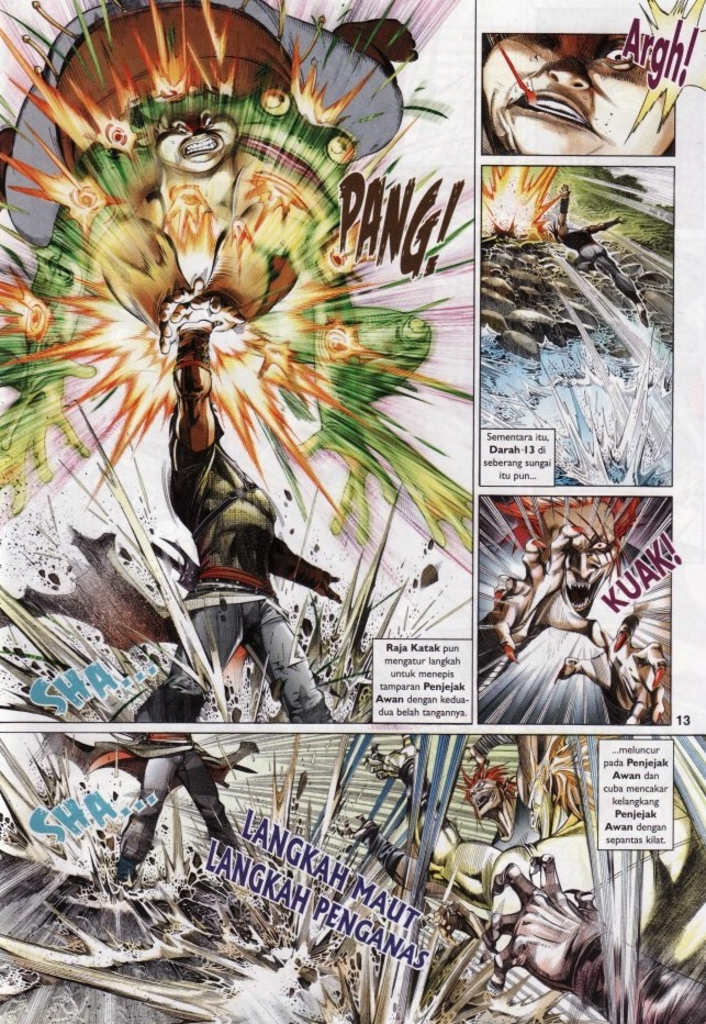 PANG!
Argh!
Sementara itu,
Darah-13 di
seberang sungai
itu pun...
KUAK!
Raja Katak pun
mengatur langkah
untuk menepis
tamparan Penjejak
Awan dengan kedua-
dua belah tangannya.
SHA...
13
SHA...
LANGKAH MAUT
LANGKAH PENGANAS
...meluncur
pada Penjejak
Awan dan
cuba mencakar
kelangkang
Penjejak
Awan dengan
sepantas kilat.